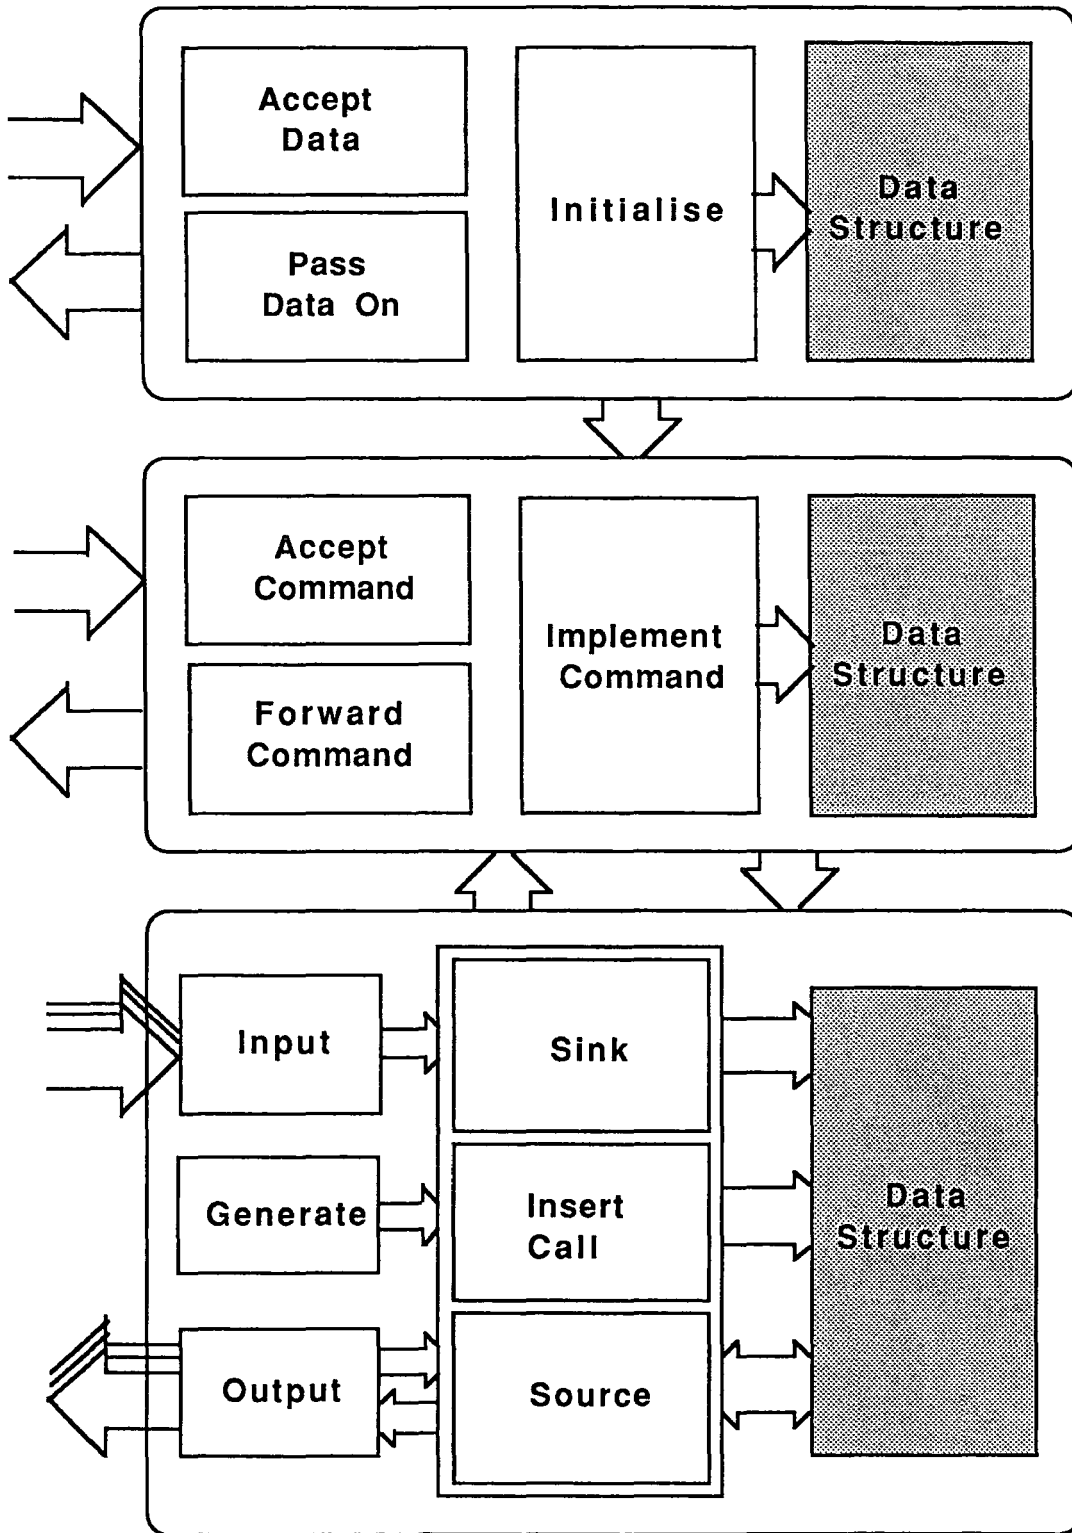 Accept
Data
Pass
Data On
Initialise
Data
Structure
Accept
Command
Forward
Command
Implement
Command
Data
Structure
Input
Generate
Output
Sink
Insert
Call
Source
Data
Structure